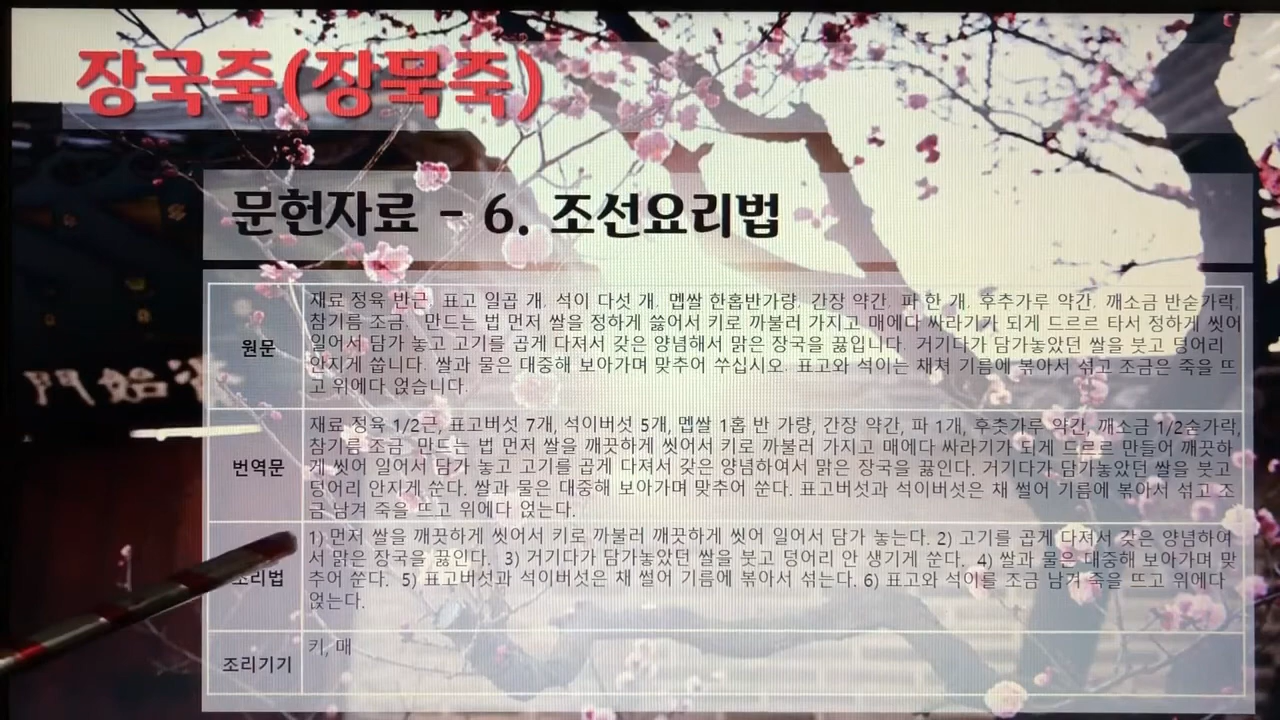 장국죽(장묵죽)
문헌자료 - 6. 조선요리법
원문
재료 정육 반근, 표고 일곱 개, 석이 다섯 개, 멥쌀 한홉반가량, 간장 약간, 파 한 개, 후추가루 약간, 깨소금 반숟가락,
참기름 조금. 만드는 법 먼저 쌀을 정하게 쓿어서 키로 까불러 가지고 매에다 싸라기가 되게 드르르 타서 정하게 씻어
일어서 담가 놓고 고기를 곱게 다져서 갖은 양념해서 맑은 장국을 끓입니다. 거기다가 담가놓았던 쌀을 붓고 덩어리
안지게 쑵니다. 쌀과 물은 대중해 보아가며 맞추어 쑤십시오. 표고와 석이는 채쳐 기름에 볶아서 섞고 조금은 죽을 뜨
고 위에다 얹습니다.
번역문
재료 정육 1/2근, 표고버섯 7개, 석이버섯 5개, 멥쌀 1홉 반 가량, 간장 약간, 파 1개, 후춧가루 약간, 깨소금 1/2숟가락,
참기름 조금 만드는 법 먼저 쌀을 깨끗하게 씻어서 키로 까불러 가지고 매에다 싸라기가 되게 드르르 만들어 깨끗하
게 씻어 일어서 담가 놓고 고기를 곱게 다져서 갖은 양념하여서 맑은 장국을 끓인다. 거기다가 담가놓았던 쌀을 붓고
덩어리 안지게 쑨다. 쌀과 물은 대중해 보아가며 맞추어 쑨다. 표고버섯과 석이버섯은 채 썰어 기름에 볶아서 섞고 조
금 남겨 죽을 뜨고 위에다 얹는다.
1) 먼저 쌀을 깨끗하게 씻어서 키로 까불러 깨끗하게 씻어 일어서 담가 놓는다. 2) 고기를 곱게 다져서 갖은 양념하여
서 맑은 장국을 끓인다. 3) 거기다가 담가놓았던 쌀을 붓고 덩어리 안 생기게 쑨다. 4) 쌀과 물은 대중해 보아가며 맞
조리법
추어 쑨다. 5) 표고버섯과 석이버섯은 채 썰어 기름에 볶아서 섞는다. 6) 표고와 석이를 조금 남겨 죽을 뜨고 위에다
얹는다.
조리기기
키, 매
門始